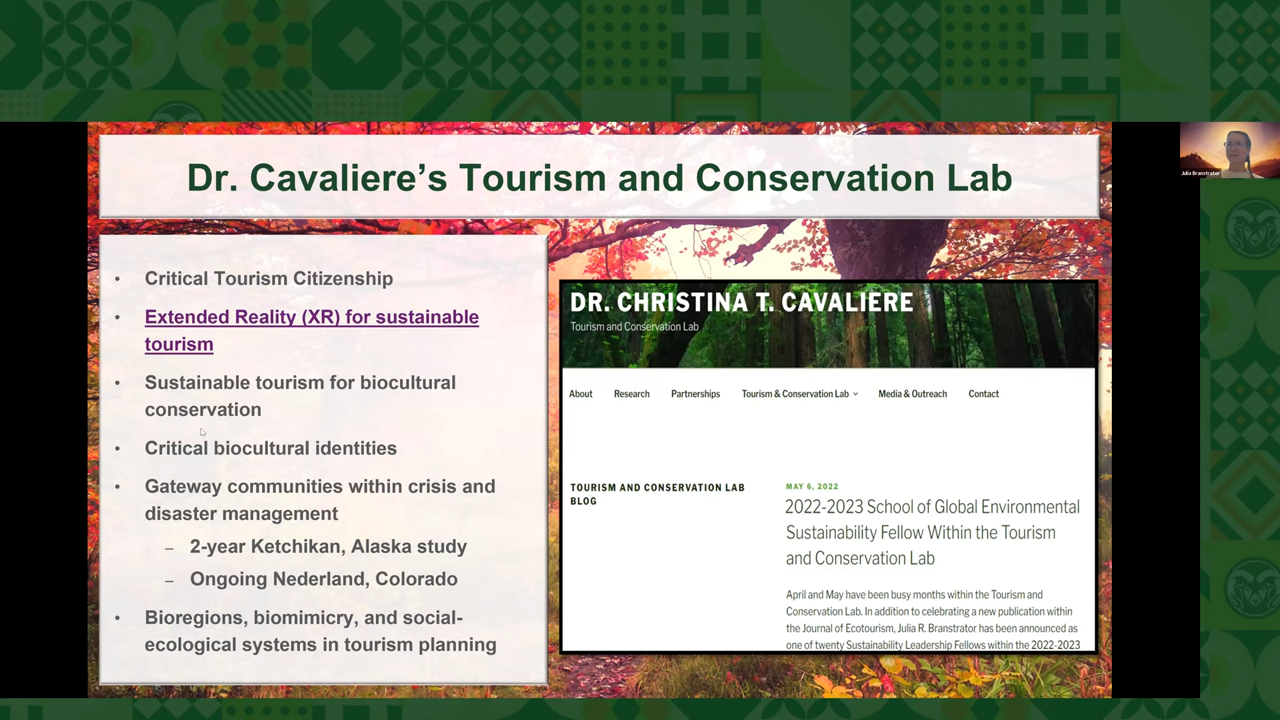 Dr. Cavaliere’s Tourism and Conservation Lab
Julia Branstrator
• Critical Tourism Citizenship
• Extended Reality (XR) for sustainable
tourism
• Sustainable tourism for biocultural
conservation
• Critical biocultural identities
• Gateway communities within crisis and
disaster management
– 2-year Ketchikan, Alaska study
– Ongoing Nederland, Colorado
• Bioregions, biomimicry, and social-
ecological systems in tourism planning
DR. CHRISTINA T. CAVALIERE
Tourism and Conservation Lab
About Research Partnerships Tourism & Conservation Lab Media & Outreach Contact
TOURISM AND CONSERVATION LAB
BLOG
MAY 6, 2022
2022-2023 School of Global Environmental
Sustainability Fellow Within the Tourism
and Conservation Lab
April and May have been busy months within the Tourism and
Conservation Lab. In addition to celebrating a new publication within
the Journal of Ecotourism, Julia R. Branstrator has been announced as
one of twenty Sustainability Leadership Fellows within the 2022-2023